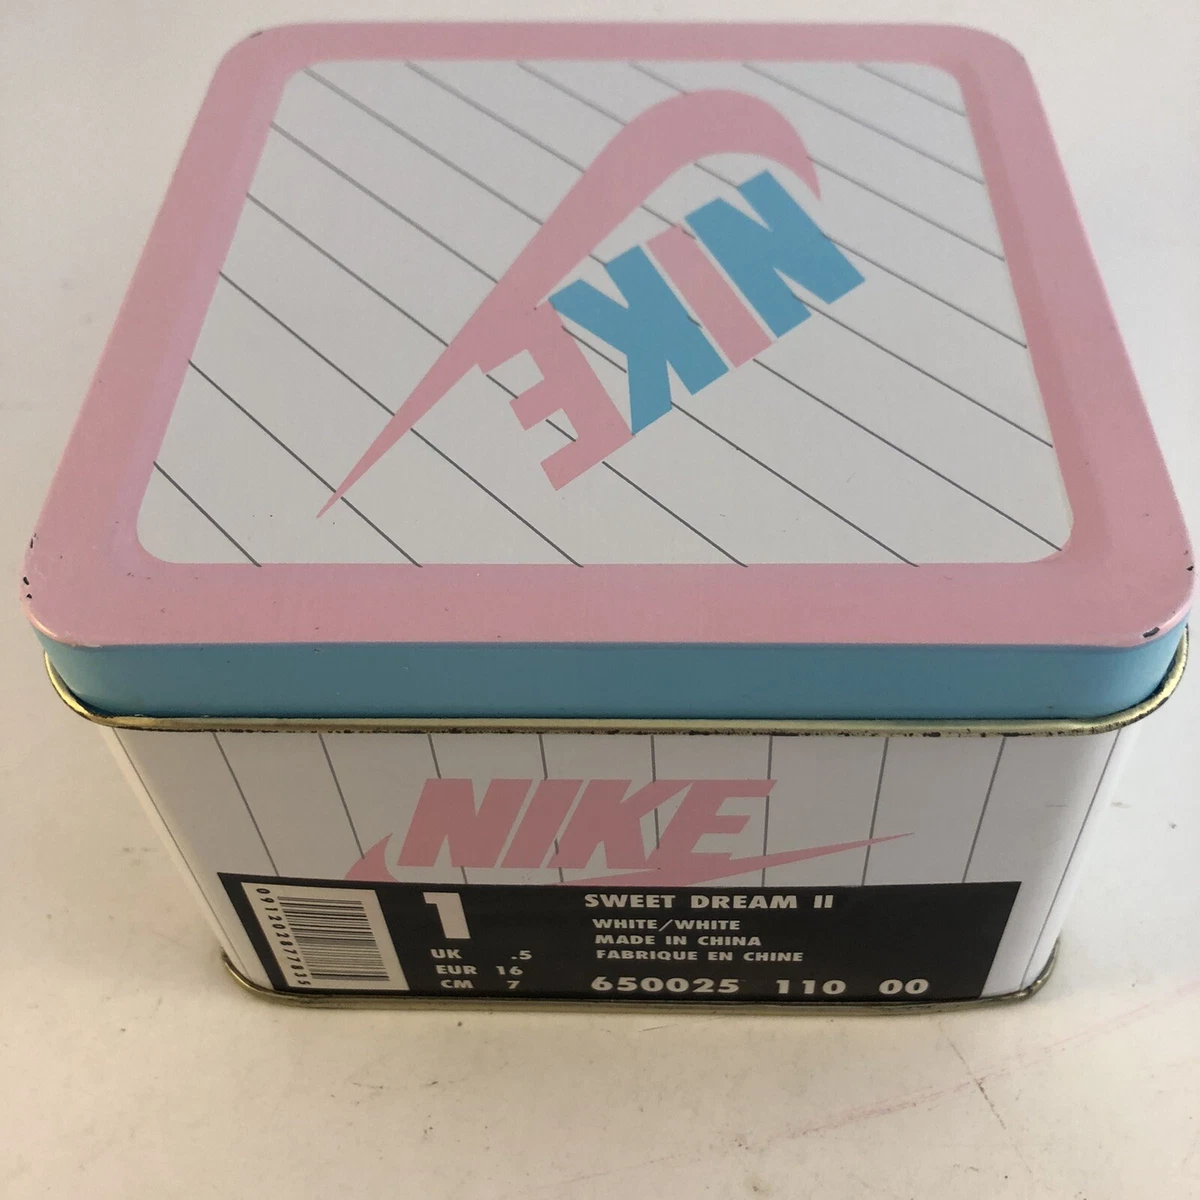 NIKE
NIKE
091202877835
1
UK .5
EUR 16
CM 7
SWEET DREAM II
WHITE/WHITE
MADE IN CHINA
FABRIQUE EN CHINE
650025 110 00